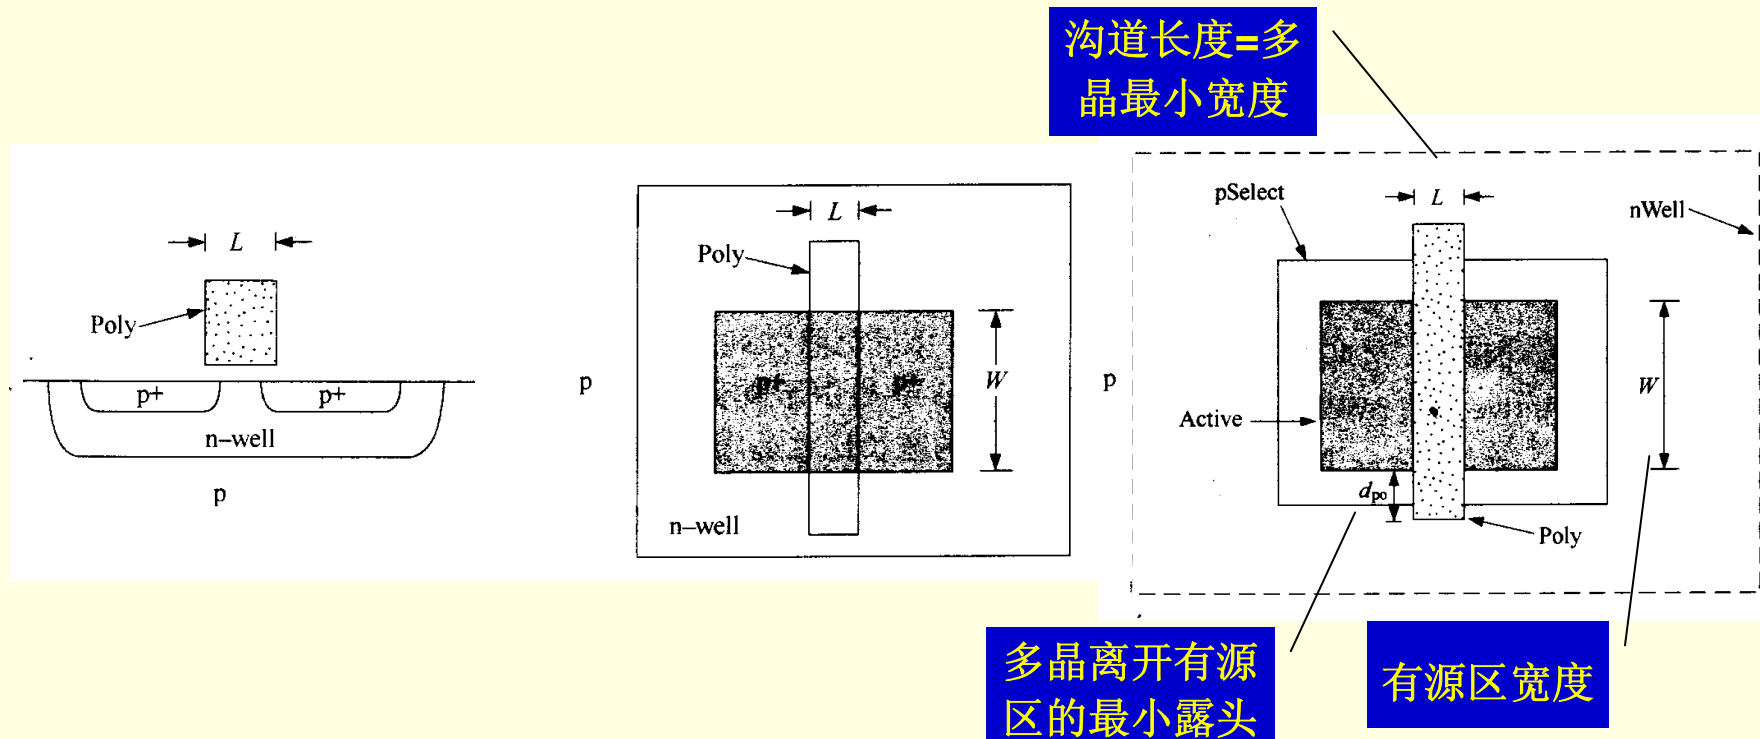 沟道长度=多
晶最小宽度
L
Poly
p+
p+
n–well
p
p
L
Poly
p+
p+
W
n–well
p
pSelect
L
nWell
Active
W
dpo
Poly
多晶离开有源
区的最小露头
有源区宽度